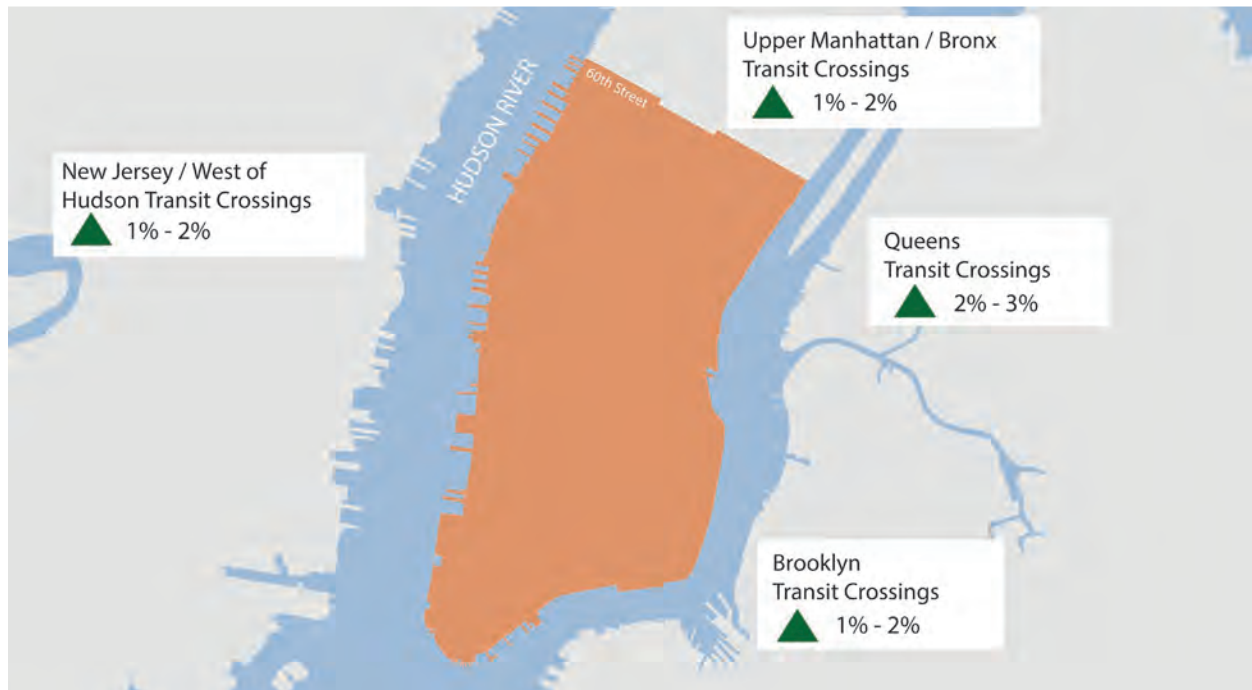 60th Street
HUDSON RIVER
Upper Manhattan / Bronx
Transit Crossings
1% - 2%
New Jersey / West of
Hudson Transit Crossings
1% - 2%
Queens
Transit Crossings
2% - 3%
Brooklyn
Transit Crossings
1% - 2%